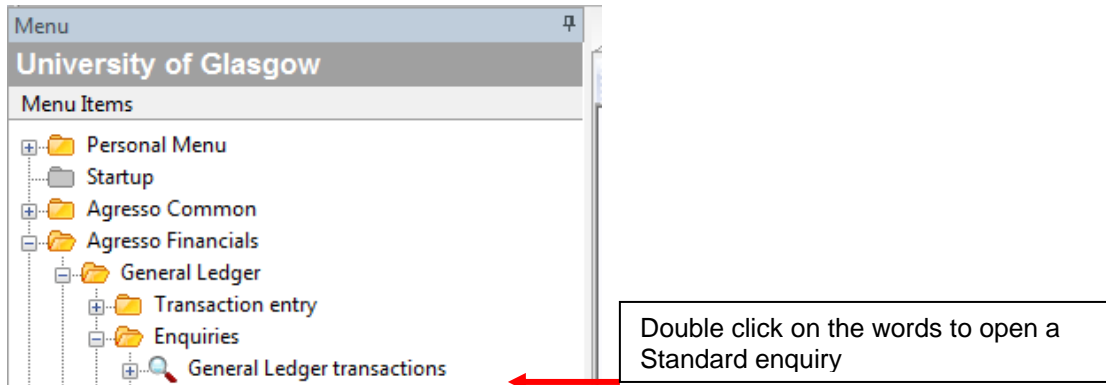 Menu
University of Glasgow
Menu Items
Personal Menu
Startup
Agresso Common
Agresso Financials
General Ledger
Transaction entry
Enquiries
General Ledger transactions
Double click on the words to open a
Standard enquiry